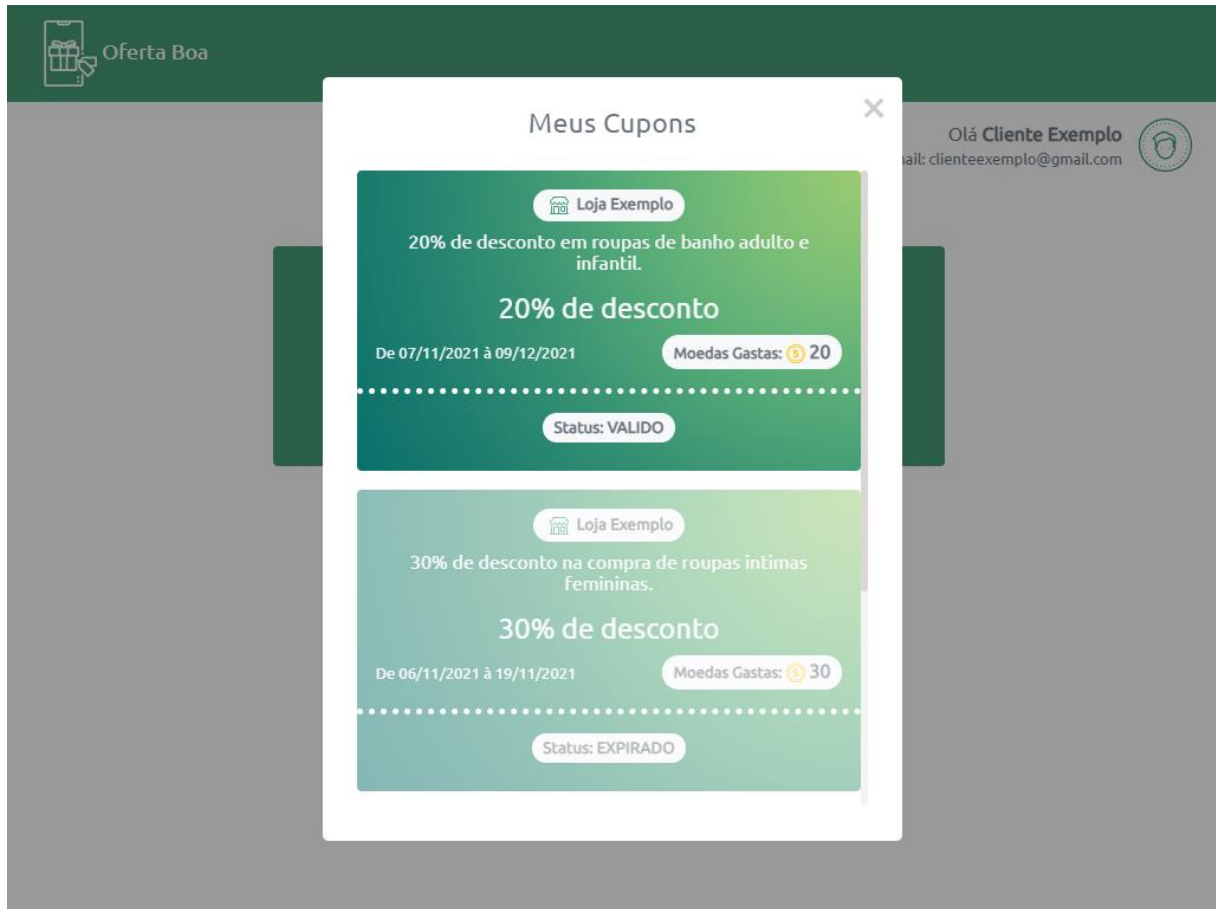 Oferta Boa
Meus Cupons
Olá Cliente Exemplo
ail: clienteexemplo@gmail.com
Loja Exemplo
20% de desconto em roupas de banho adulto e
infantil.
20% de desconto
De 07/11/2021 à 09/12/2021
Moedas Gastas: 20
Status: VALIDO
Loja Exemplo
30% de desconto na compra de roupas intimas
femininas.
30% de desconto
De 06/11/2021 à 19/11/2021
Moedas Gastas: 30
Status: EXPIRADO